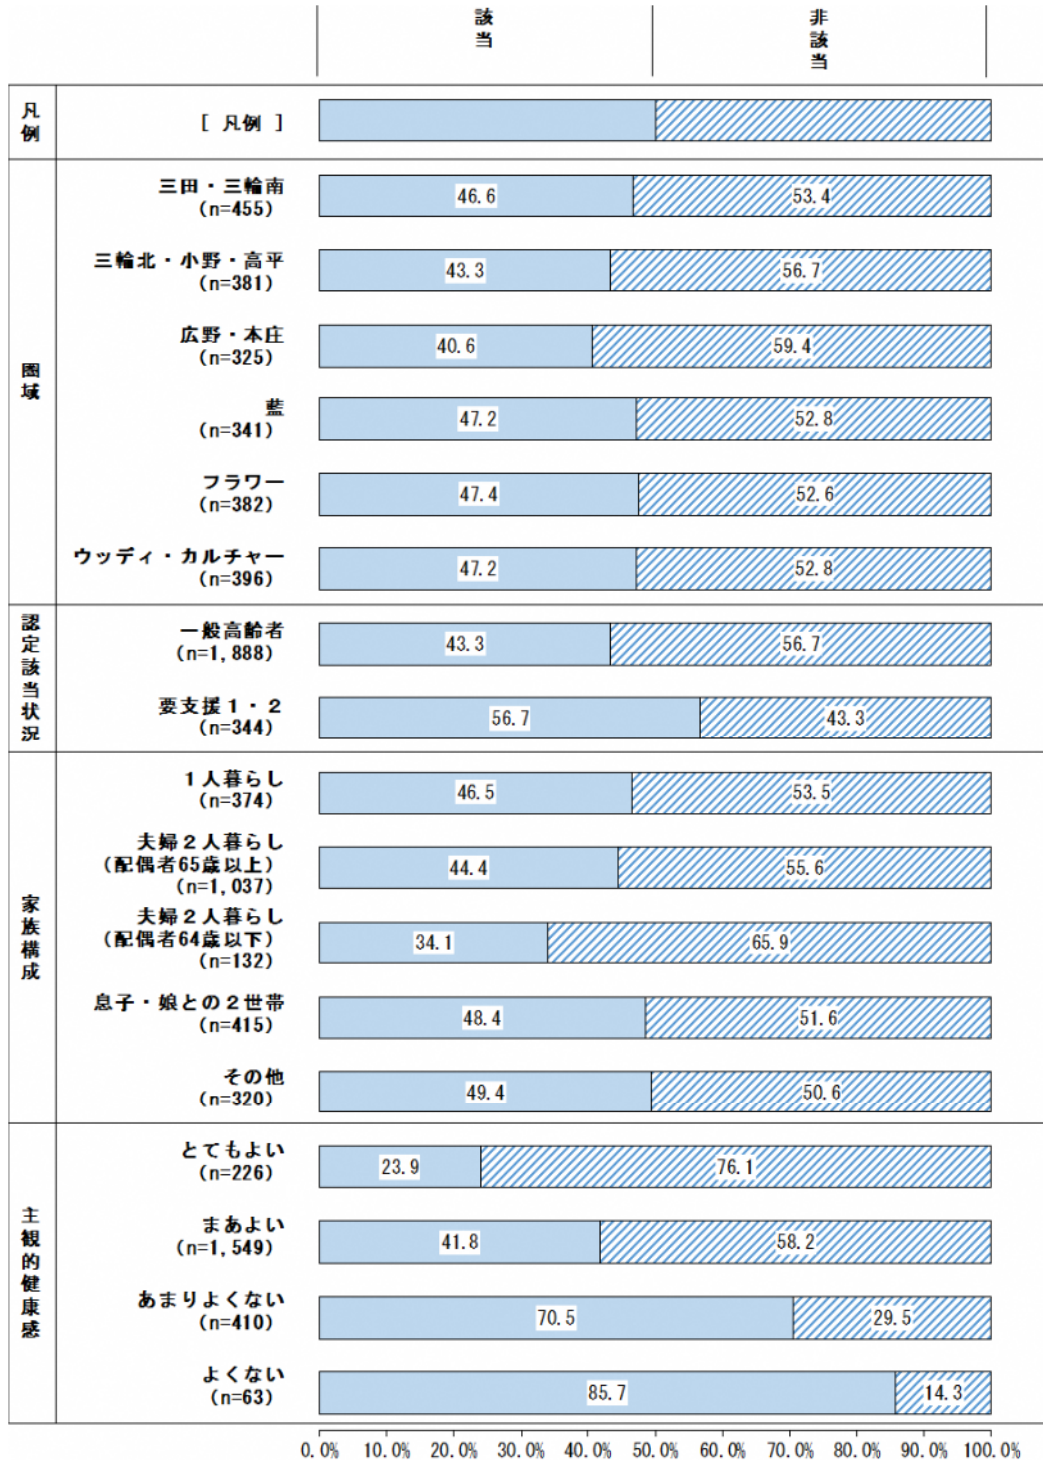 該当
非該当
凡例
[ 凡例 ]
圏域
三田・三輪南
(n=455)
46.6
53.4
三輪北・小野・高平
(n=381)
43.3
56.7
広野・本庄
(n=325)
40.6
59.4
藍
(n=341)
47.2
52.8
フラワー
(n=382)
47.4
52.6
ウッディ・カルチャー
(n=396)
47.2
52.8
認定該当状況
一般高齢者
(n=1,888)
43.3
56.7
要支援１・２
(n=344)
56.7
43.3
家族構成
１人暮らし
(n=374)
46.5
53.5
夫婦２人暮らし
(配偶者65歳以上)
(n=1,037)
44.4
55.6
夫婦２人暮らし
(配偶者64歳以下)
(n=132)
34.1
65.9
息子・娘との２世帯
(n=415)
48.4
51.6
その他
(n=320)
49.4
50.6
主観的健康感
とてもよい
(n=226)
23.9
76.1
まあよい
(n=1,549)
41.8
58.2
あまりよくない
(n=410)
70.5
29.5
よくない
(n=63)
85.7
14.3
0.0% 10.0% 20.0% 30.0% 40.0% 50.0% 60.0% 70.0% 80.0% 90.0% 100.0%